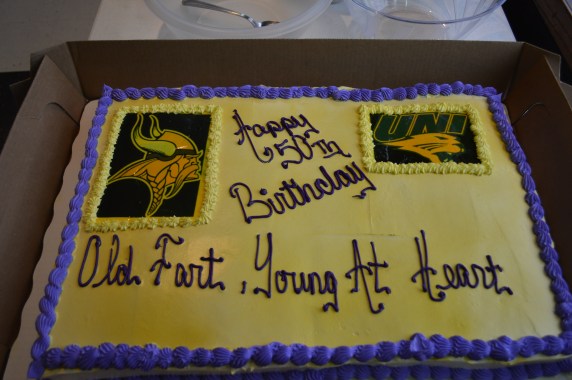 Happy
50th
Birthday
UNI
Old Fart, Young At Heart